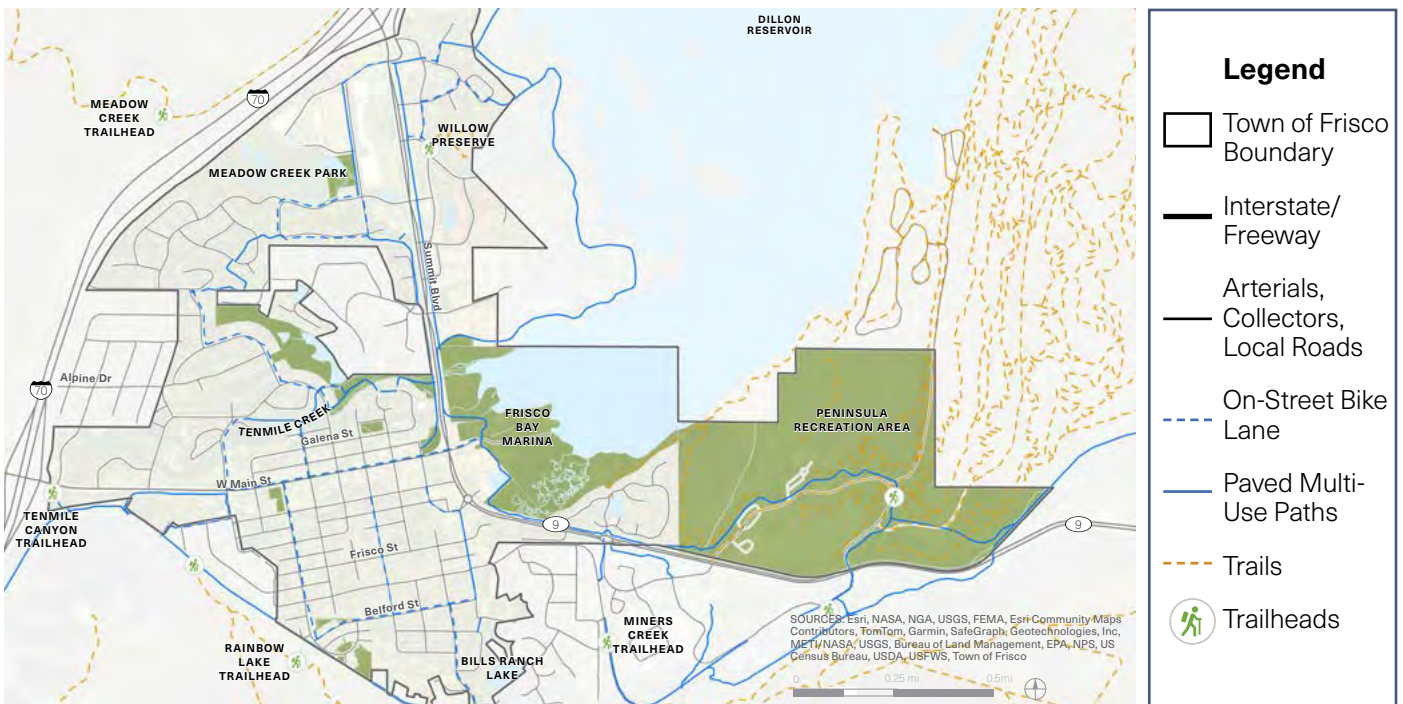 DILLON
RESERVOIR
70
MEADOW
CREEK
TRAILHEAD
WILLOW
PRESERVE
MEADOW CREEK PARK
Summit Blvd
70
Alpine Dr
TENMILE CREEK
Galena St
FRISCO
BAY
MARINA
PENINSULA
RECREATION AREA
W Main St
TENMILE
CANYON
TRAILHEAD
9
9
Frisco St
Belford St
RAINBOW
LAKE
TRAILHEAD
BILLS RANCH
LAKE
MINERS
CREEK
TRAILHEAD
SOURCES: Esri, NASA, NGA, USGS, FEMA, Esri Community Maps
Contributors, TomTom, Garmin, SafeGraph, Geotechnologies, Inc,
METI/NASA, USGS, Bureau of Land Management, EPA, NPS, US
Census Bureau, USDA, USFWS, Town of Frisco
0 0.25 mi 0.5mi
Legend
Town of Frisco
Boundary
Interstate/
Freeway
Arterials,
Collectors,
Local Roads
On-Street Bike
Lane
Paved Multi-
Use Paths
Trails
Trailheads